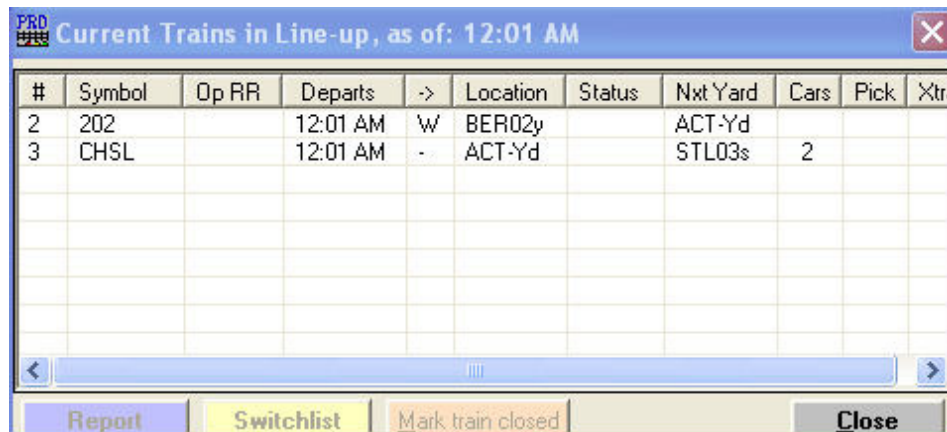 PRD Current Trains in Line-up, as of: 12:01 AM
# Symbol Op RR Departs -> Location Status Nxt Yard Cars Pick Xtr
2 202 12:01 AM W BER02y ACT-Yd
3 CHSL 12:01 AM - ACT-Yd STL03s 2
Report Switchlist Mark train closed Close